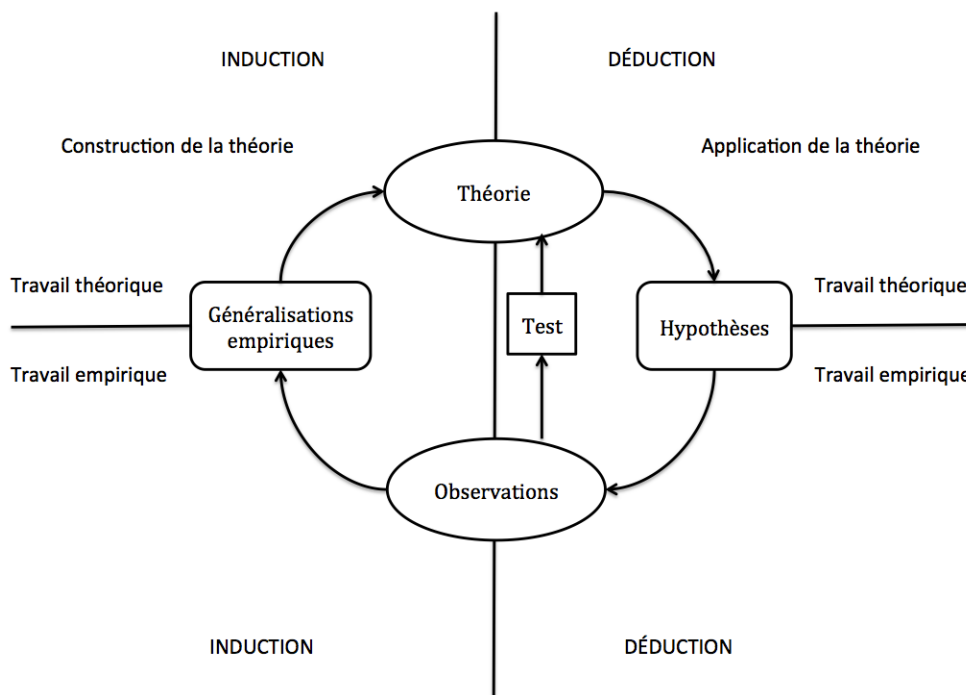 INDUCTION
DÉDUCTION
Construction de la théorie
Application de la théorie
Théorie
Travail théorique
Travail théorique
Généralisations
empiriques
Test
Hypothèses
Travail empirique
Travail empirique
Observations
INDUCTION
DÉDUCTION